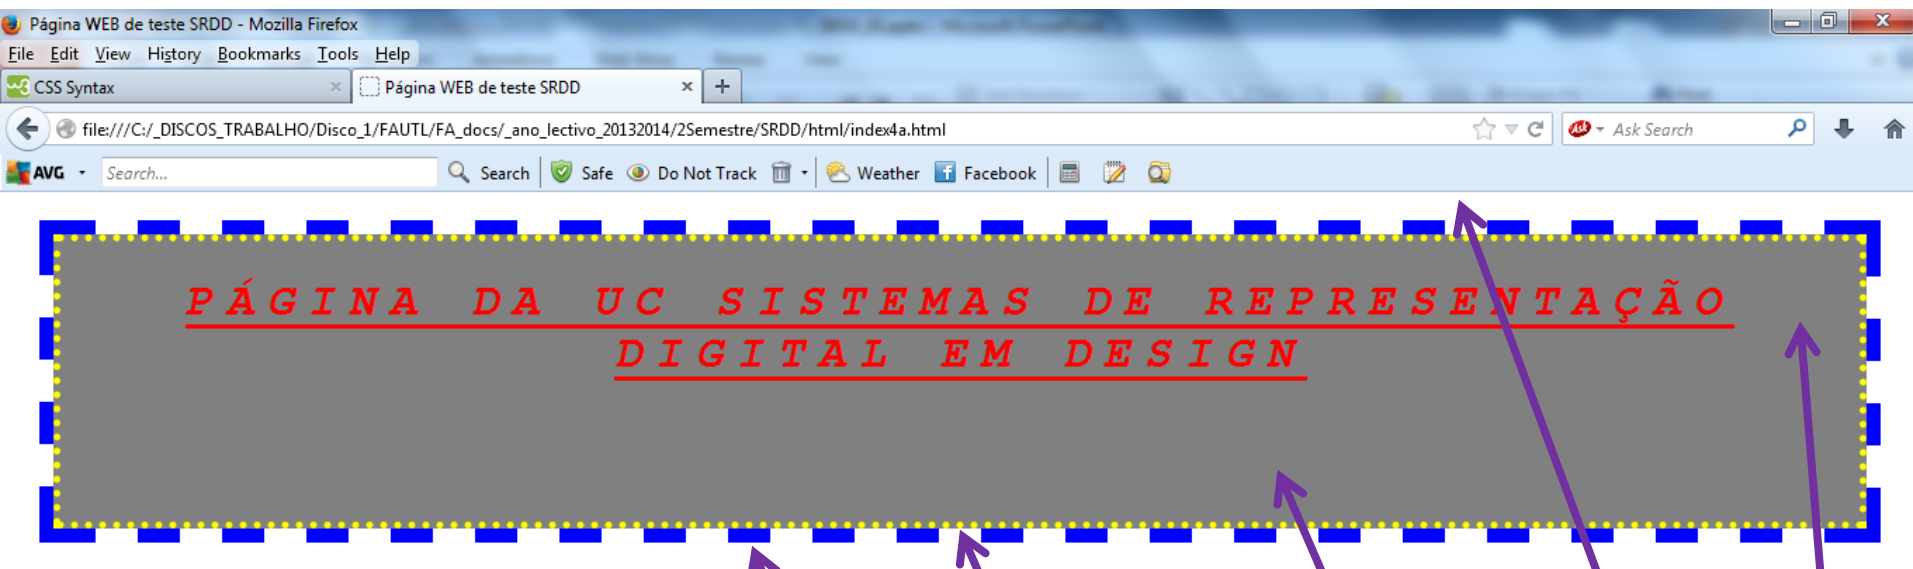 Página WEB de teste SRDD - Mozilla Firefox
File Edit View History Bookmarks Tools Help
CSS Syntax Página WEB de teste SRDD
file:///C:/_DISCOS_TRABALHO/Disco_1/FAUTL/FA_docs/_ano_lectivo_20132014/2Semestre/SRDD/html/index4a.html Ask Ask Search
AVG Search... Search Safe Do Not Track Weather Facebook
PÁGINA DA UC SISTEMAS DE REPRESENTAÇÃO
DIGITAL EM DESIGN